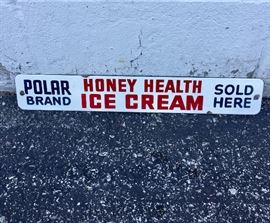 POLAR
BRAND
HONEY HEALTH
ICE CREAM
SOLD
HERE